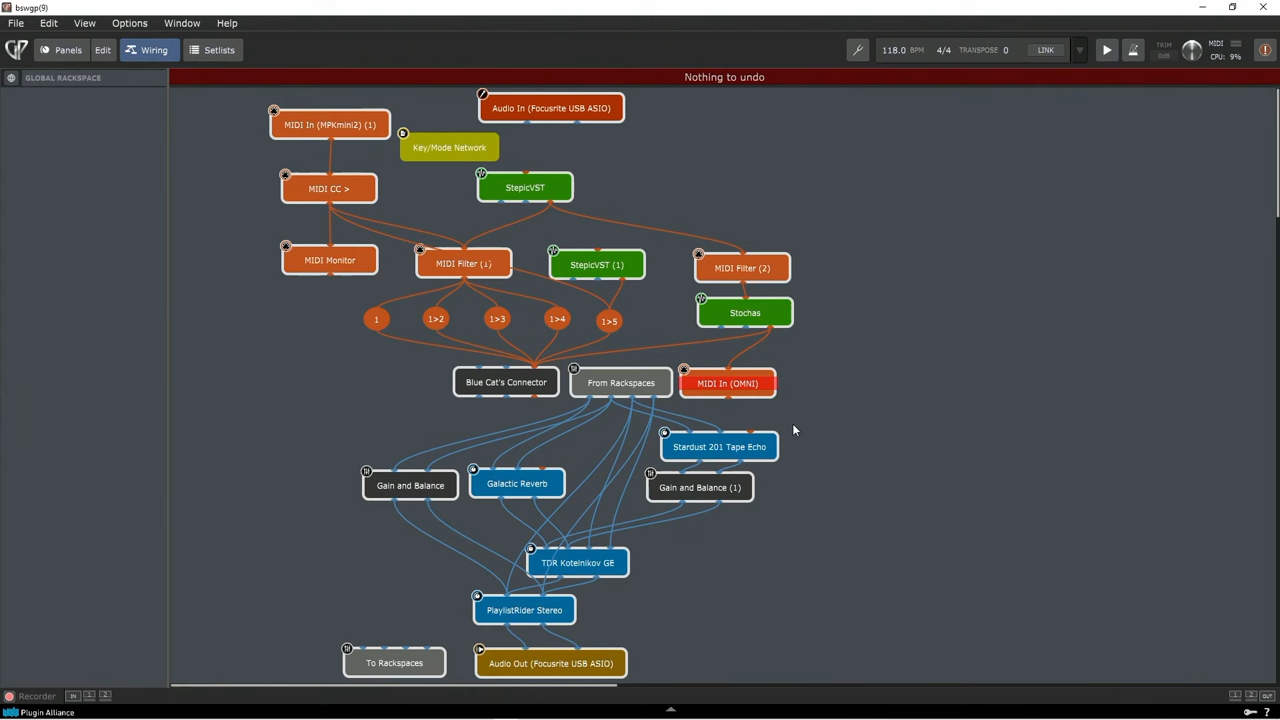 bswgp(9)
File Edit View Options Window Help
Panels Edit Wiring Setlists
118.0 BPM 4/4 TRANSPOSE 0 LINK
TRIM
0dB
MIDI
CPU: 9%
GLOBAL RACKSPACE
Nothing to undo
Audio In (Focusrite USB ASIO)
MIDI In (MPKmini2) (1)
Key/Mode Network
MIDI CC >
StepicVST
MIDI Monitor
MIDI Filter (1)
StepicVST (1)
MIDI Filter (2)
Stochas
1 1>2 1>3 1>4 1>5
Blue Cat's Connector
From Rackspaces
MIDI In (OMNI)
Stardust 201 Tape Echo
Gain and Balance
Galactic Reverb
Gain and Balance (1)
TDR Kotelnikov GE
PlaylistRider Stereo
To Rackspaces
Audio Out (Focusrite USB ASIO)
Recorder IN 1 2
1 2 OUT
Plugin Alliance
?